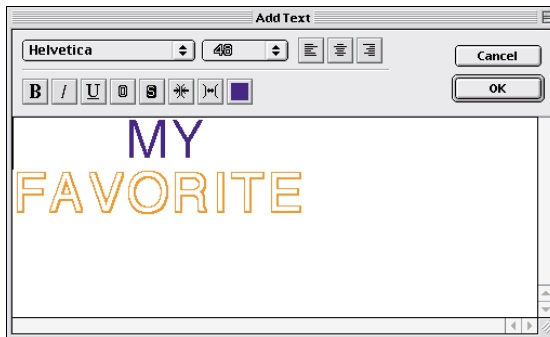 Add Text
Helvetica 48
Cancel
OK
B I U O S
MY
FAVORITE